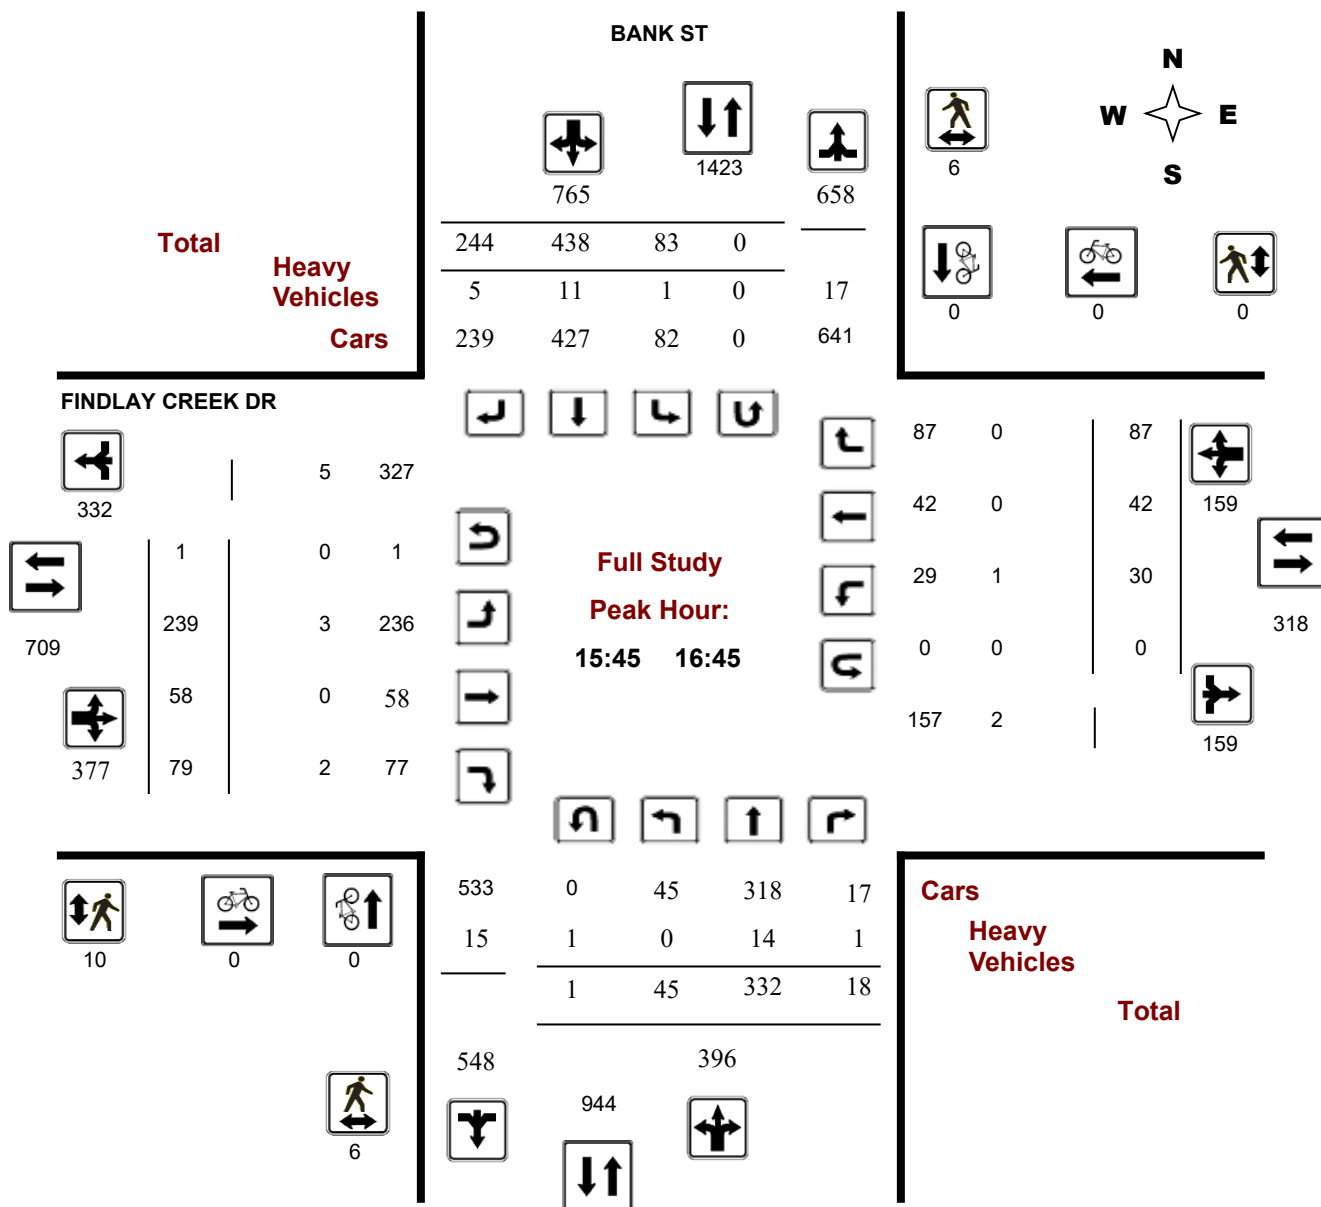 BANK ST
N
W E
S
1423
6
765
658
Total
244 438 83 0
Heavy
Vehicles
5 11 1 0 17
Cars
239 427 82 0 641
0 0 0
FINDLAY CREEK DR
87 0 87
5 327
332
42 0 42 159
1 0 1
Full Study
29 1 30
Peak Hour:
239 3 236
318
709
15:45 16:45
0 0 0
58 0 58
157 2
159
377 79 2 77
533 0 45 318 17
Cars
15 1 0 14 1
Heavy
Vehicles
10 0 0
1 45 332 18
Total
548 396
944
6